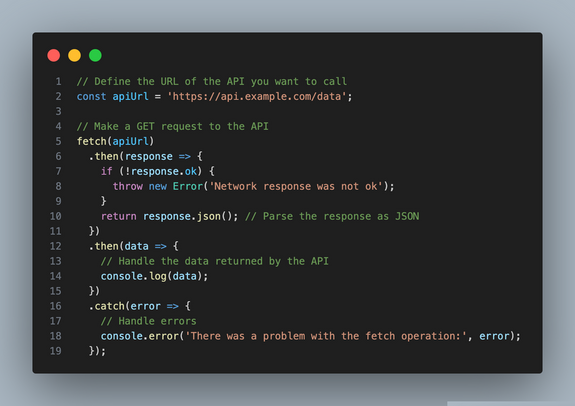 1 // Define the URL of the API you want to call
2 const apiUrl = 'https://api.example.com/data';
3
4 // Make a GET request to the API
5 fetch(apiUrl)
6   .then(response => {
7     if (!response.ok) {
8       throw new Error('Network response was not ok');
9     }
10     return response.json(); // Parse the response as JSON
11   })
12   .then(data => {
13     // Handle the data returned by the API
14     console.log(data);
15   })
16   .catch(error => {
17     // Handle errors
18     console.error('There was a problem with the fetch operation:', error);
19   });